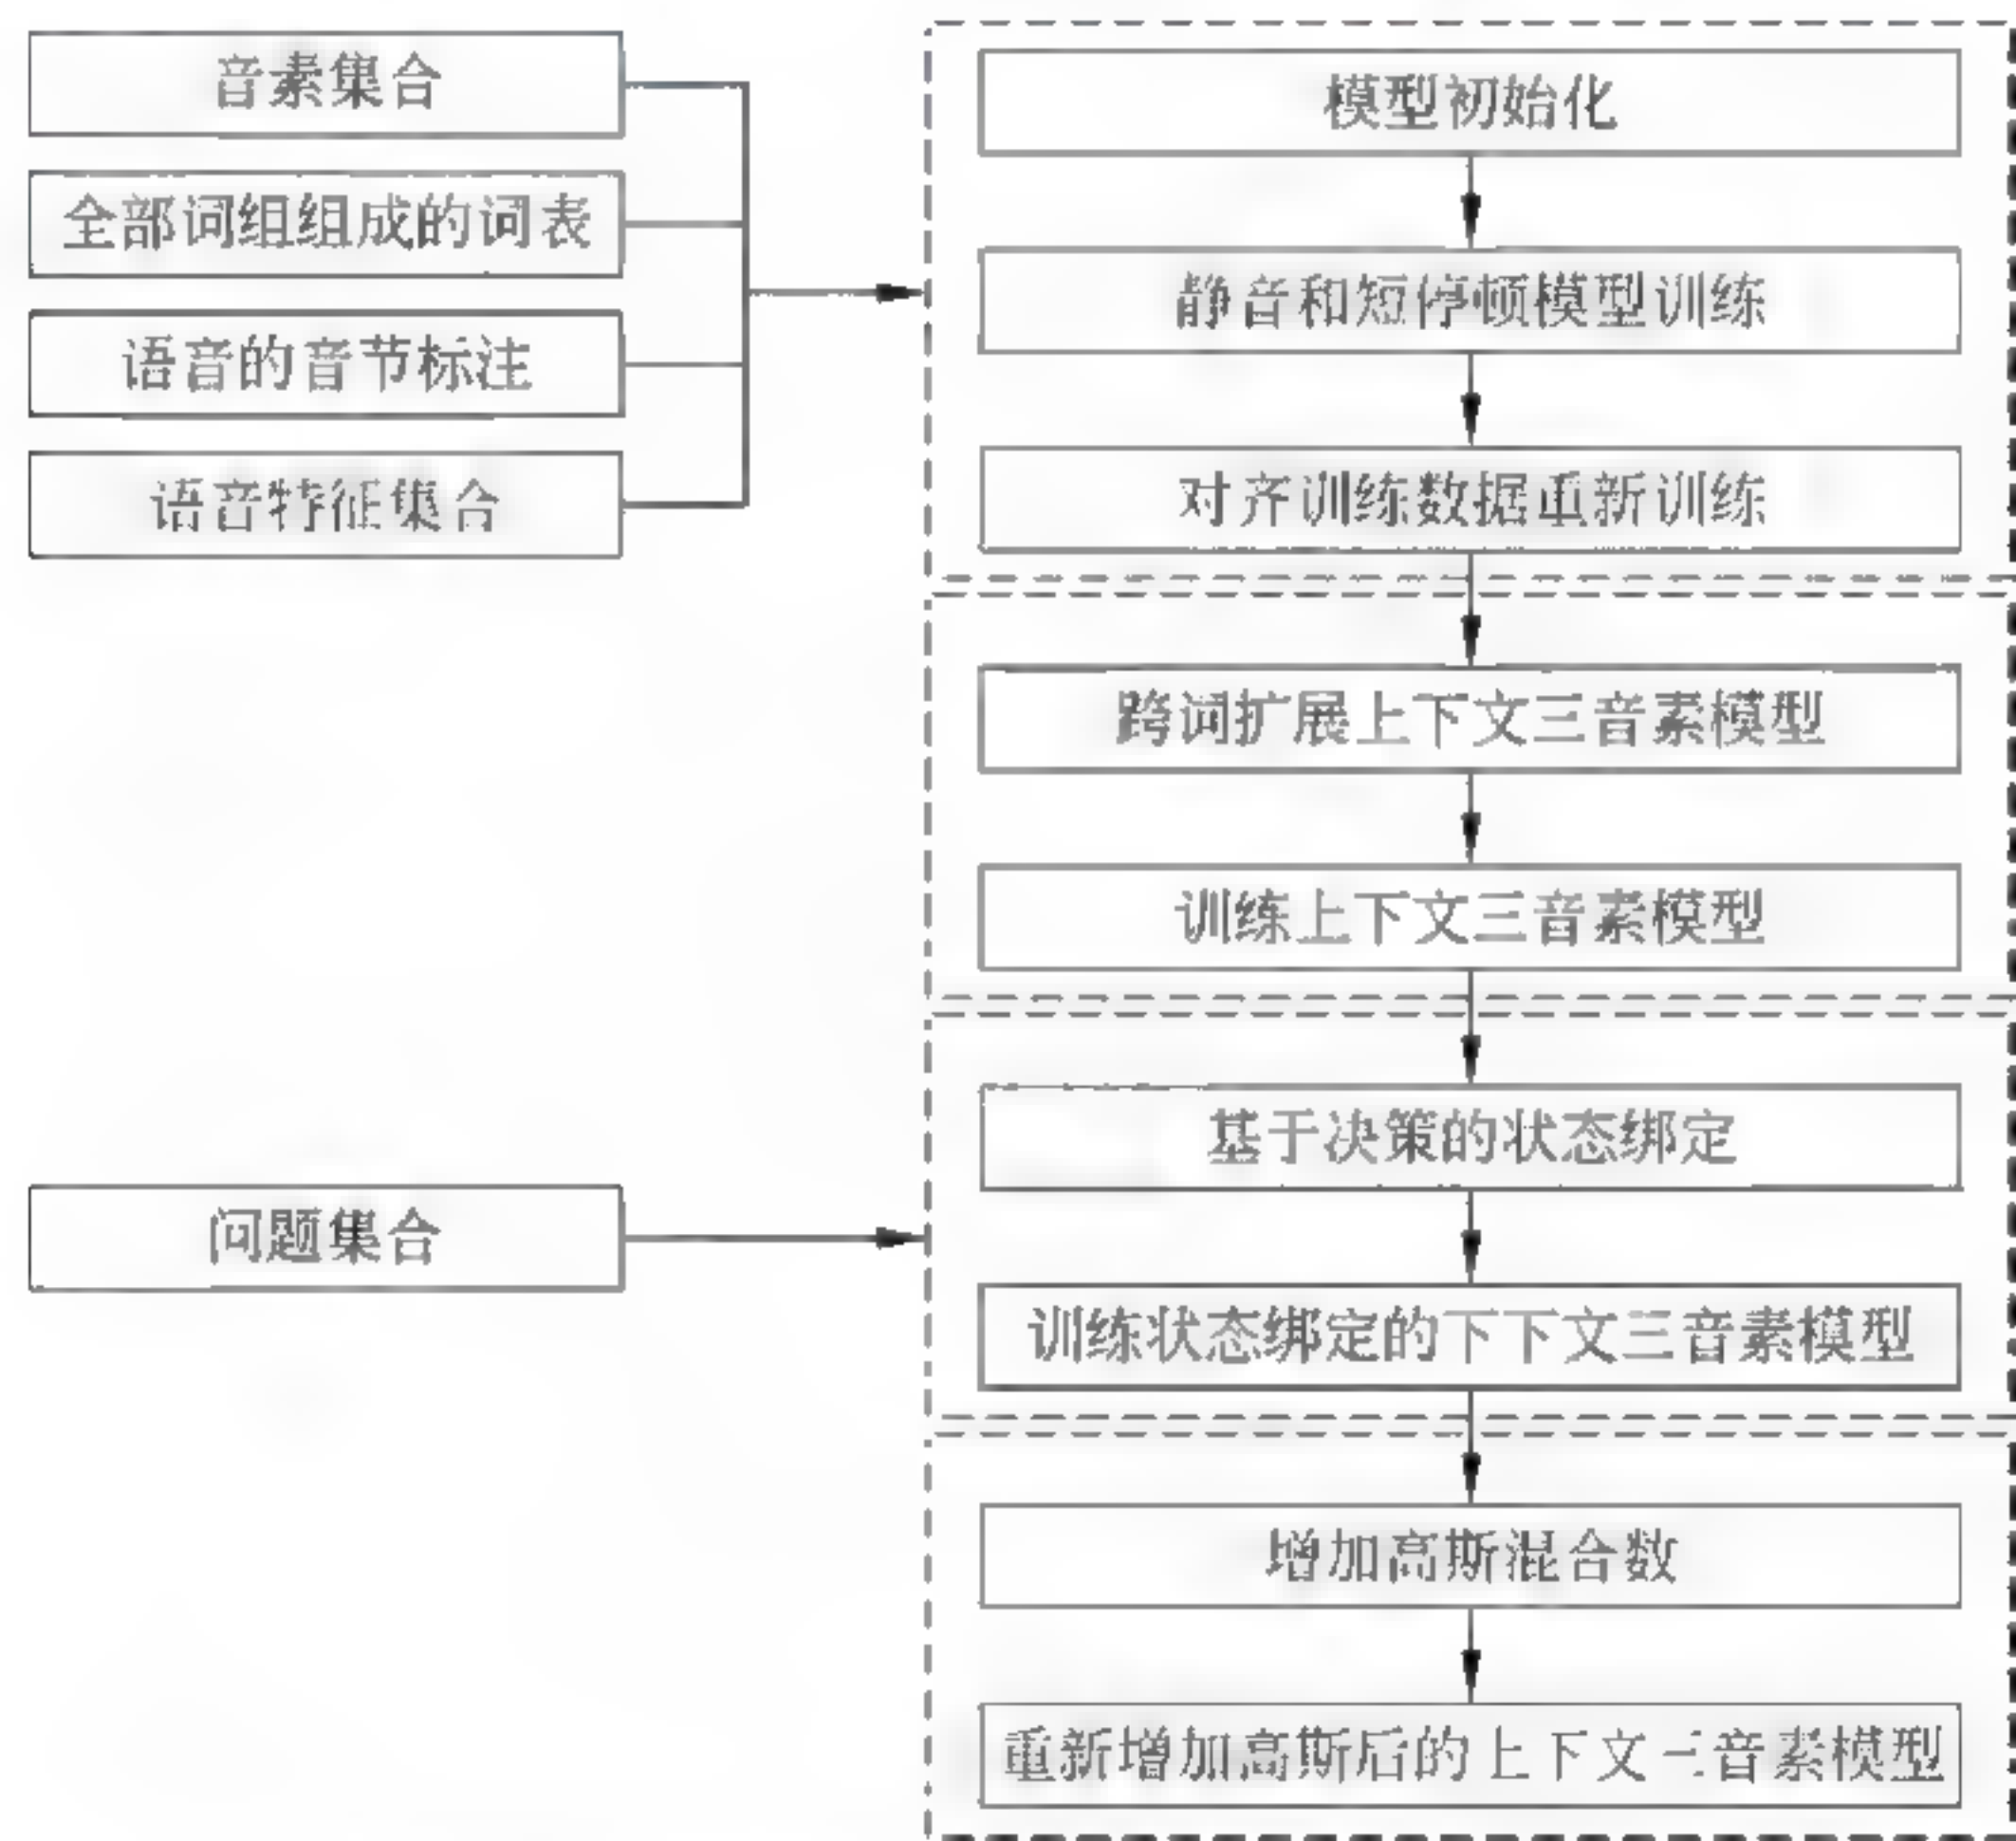 音素集合
全部词组组成的词表
语音的音节标注
语音特征集合
问题集合
模型初始化
静音和短停顿模型训练
对齐训练数据重新训练
跨词扩展上下文三音素模型
训练上下文三音素模型
基于决策的状态绑定
训练状态绑定的下下文三音素模型
增加高斯混合数
重新增加高斯后的上下文三音素模型